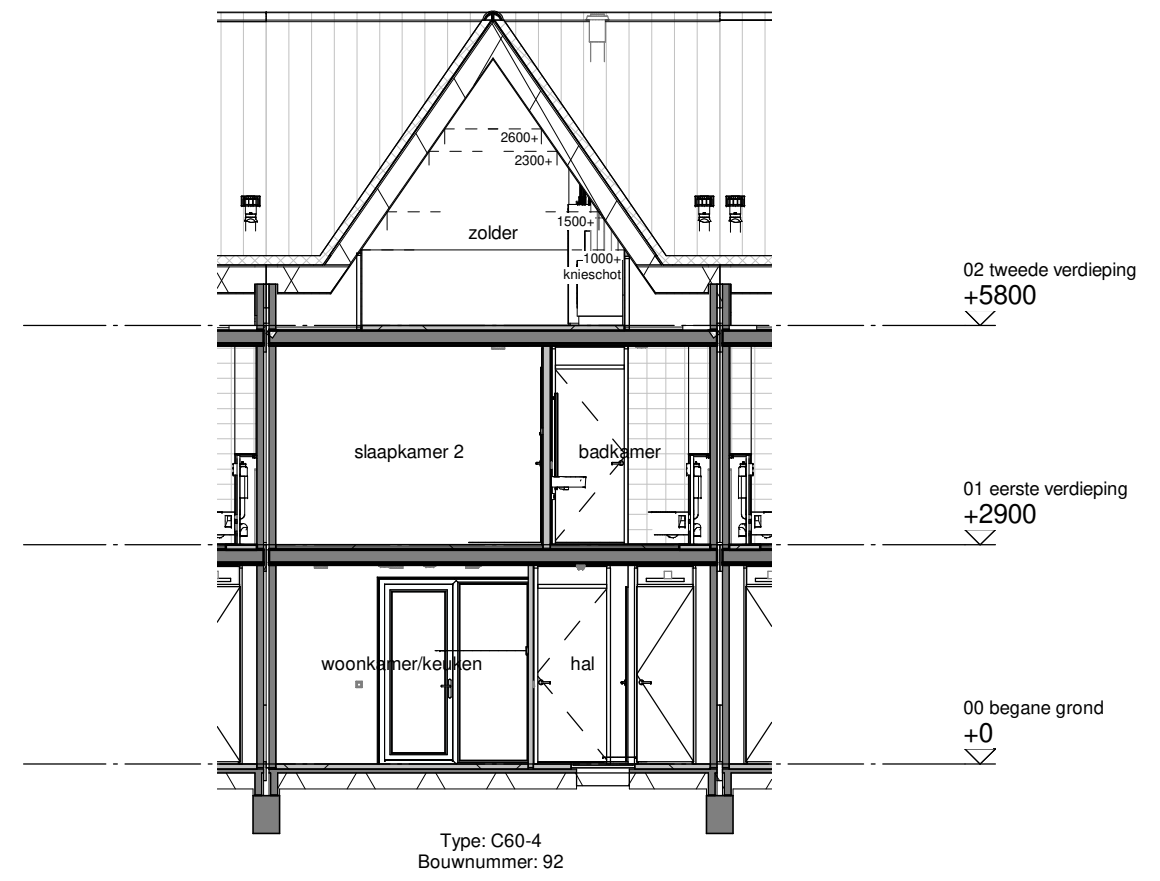 2600+
2300+
1500+
zolder
1000+
knieschot
02 tweede verdieping
+5800
slaapkamer 2
badkamer
01 eerste verdieping
+2900
woonkamer/keuken
hal
00 begane grond
+0
Type: C60-4
Bouwnummer: 92